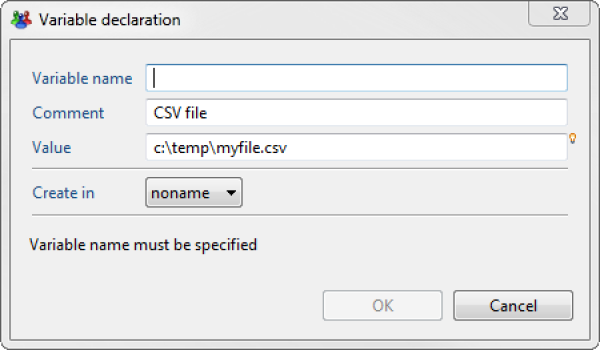 Variable declaration
Variable name
Comment CSV file
Value c:\temp\myfile.csv
Create in noname
Variable name must be specified
OK Cancel